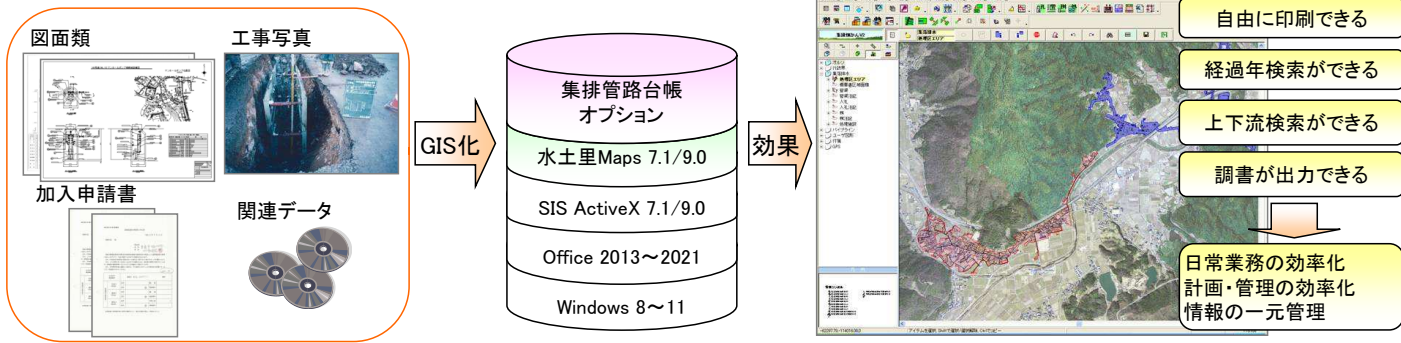 図面類
工事写真
加入申請書
関連データ
GIS化
集排管路台帳
オプション
水土里Maps 7.1/9.0
SIS ActiveX 7.1/9.0
Office 2013～2021
Windows 8～11
効果
自由に印刷できる
経過年検索ができる
上下流検索ができる
調書が出力できる
日常業務の効率化
計画・管理の効率化
情報の一元管理